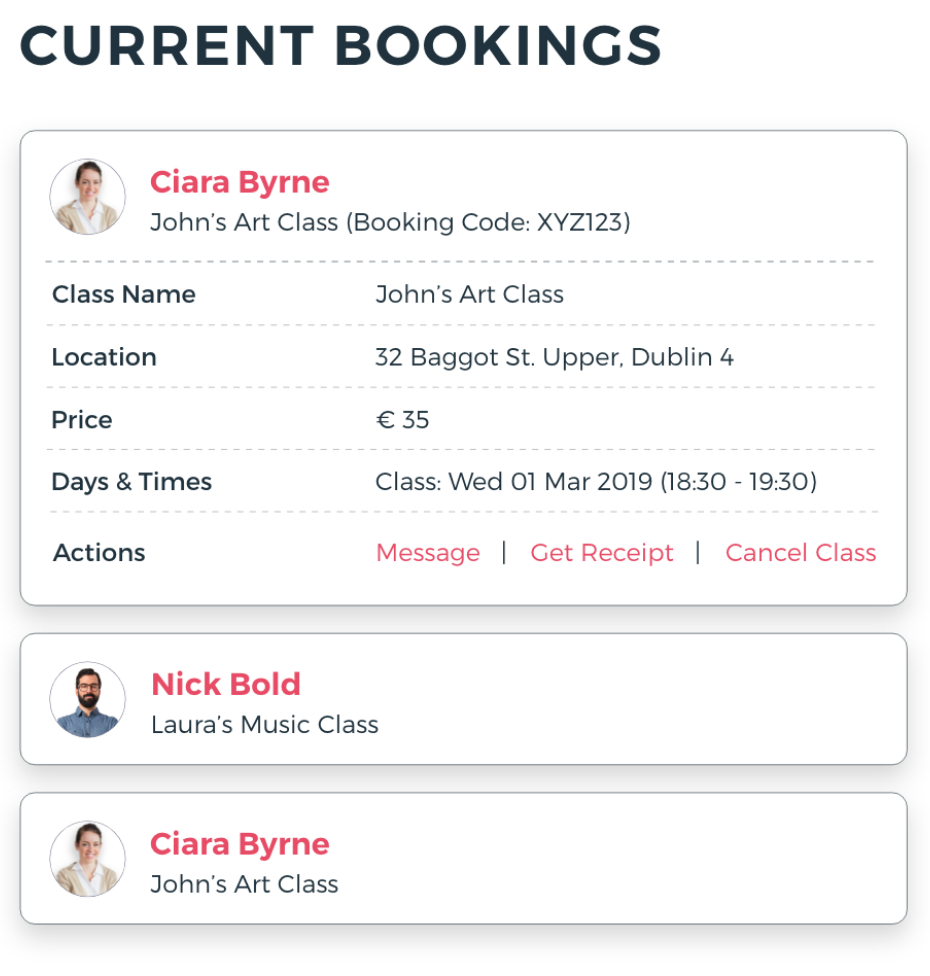 CURRENT BOOKINGS
Ciara Byrne
John’s Art Class (Booking Code: XYZ123)
Class Name John’s Art Class
Location 32 Baggot St. Upper, Dublin 4
Price € 35
Days & Times Class: Wed 01 Mar 2019 (18:30 - 19:30)
Actions Message | Get Receipt | Cancel Class
Nick Bold
Laura’s Music Class
Ciara Byrne
John’s Art Class